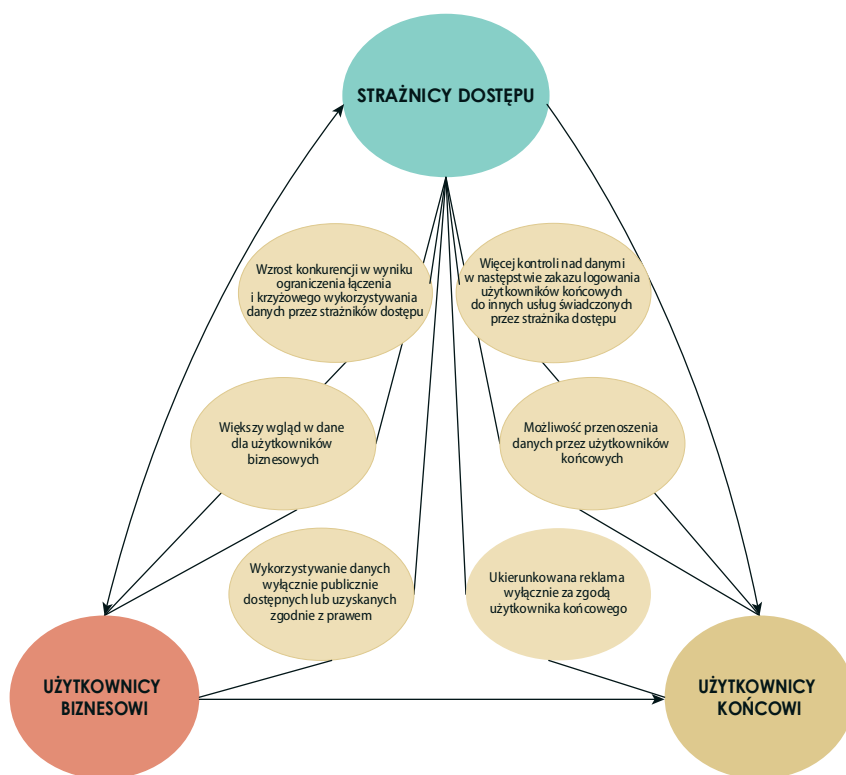 STRAŻNICY DOSTĘPU
Wzrost konkurencji w wyniku
ograniczenia łączenia
i krzyżowego wykorzystywania
danych przez strażników dostępu
Więcej kontroli nad danymi
w następstwie zakazu logowania
użytkowników końcowych
do innych usług świadczonych
przez strażnika dostępu
Większy wgląd w dane
dla użytkowników
biznesowych
Możliwość przenoszenia
danych przez użytkowników
końcowych
Wykorzystywanie danych
wyłącznie publicznie
dostępnych lub uzyskanych
zgodnie z prawem
Ukierunkowana reklama
wyłącznie za zgodą
użytkownika końcowego
UŻYTKOWNICY
BIZNESOWI
UŻYTKOWNICY
KOŃCOWI